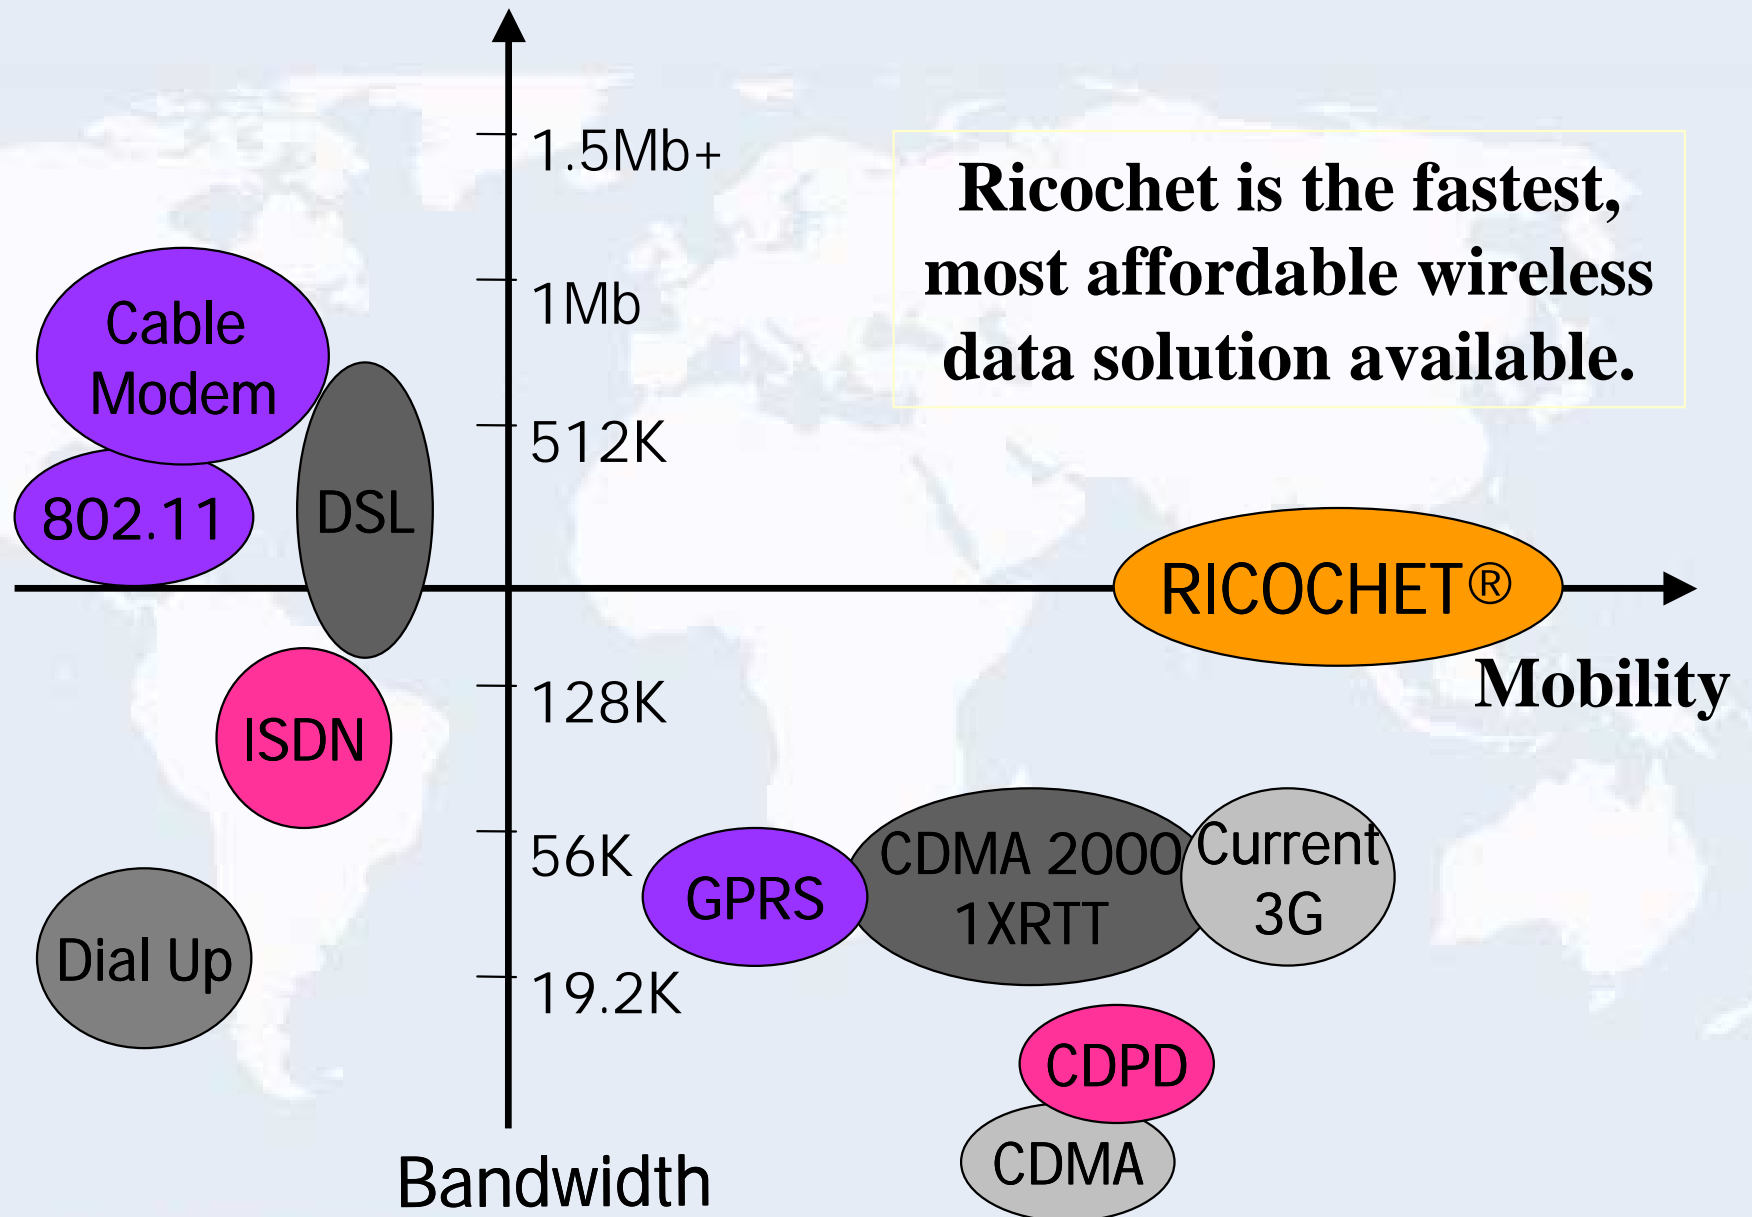 1.5Mb+
Ricochet is the fastest,
most affordable wireless
data solution available.
1Mb
Cable
Modem
512K
802.11
DSL
RICOCHET®
Mobility
128K
ISDN
56K
GPRS
CDMA 2000
1XRTT
Current
3G
Dial Up
19.2K
CDPD
CDMA
Bandwidth